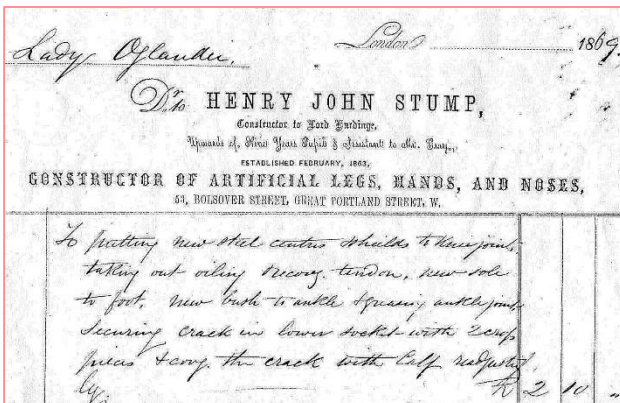 Lady Oglander.
London 1869
Dr. to HENRY JOHN STUMP,
Constructor to Lord Hardinge,
Upwards of Nine Years Pupil & Assistant to Mr. Gray,
ESTABLISHED FEBRUARY, 1863,
CONSTRUCTOR OF ARTIFICIAL LEGS, HANDS, AND NOSES,
BOLSOVER STREET, GREAT PORTLAND STREET, W.
To putting new steel centres & shields to Knee joint,
taking out oiling & recovg tendon, new sole
to foot, new bush to ankle & greasing ankle joint
Securing crack in lower socket with 2 cross
pieces & covg. the crack with Calf readjustg
2 10